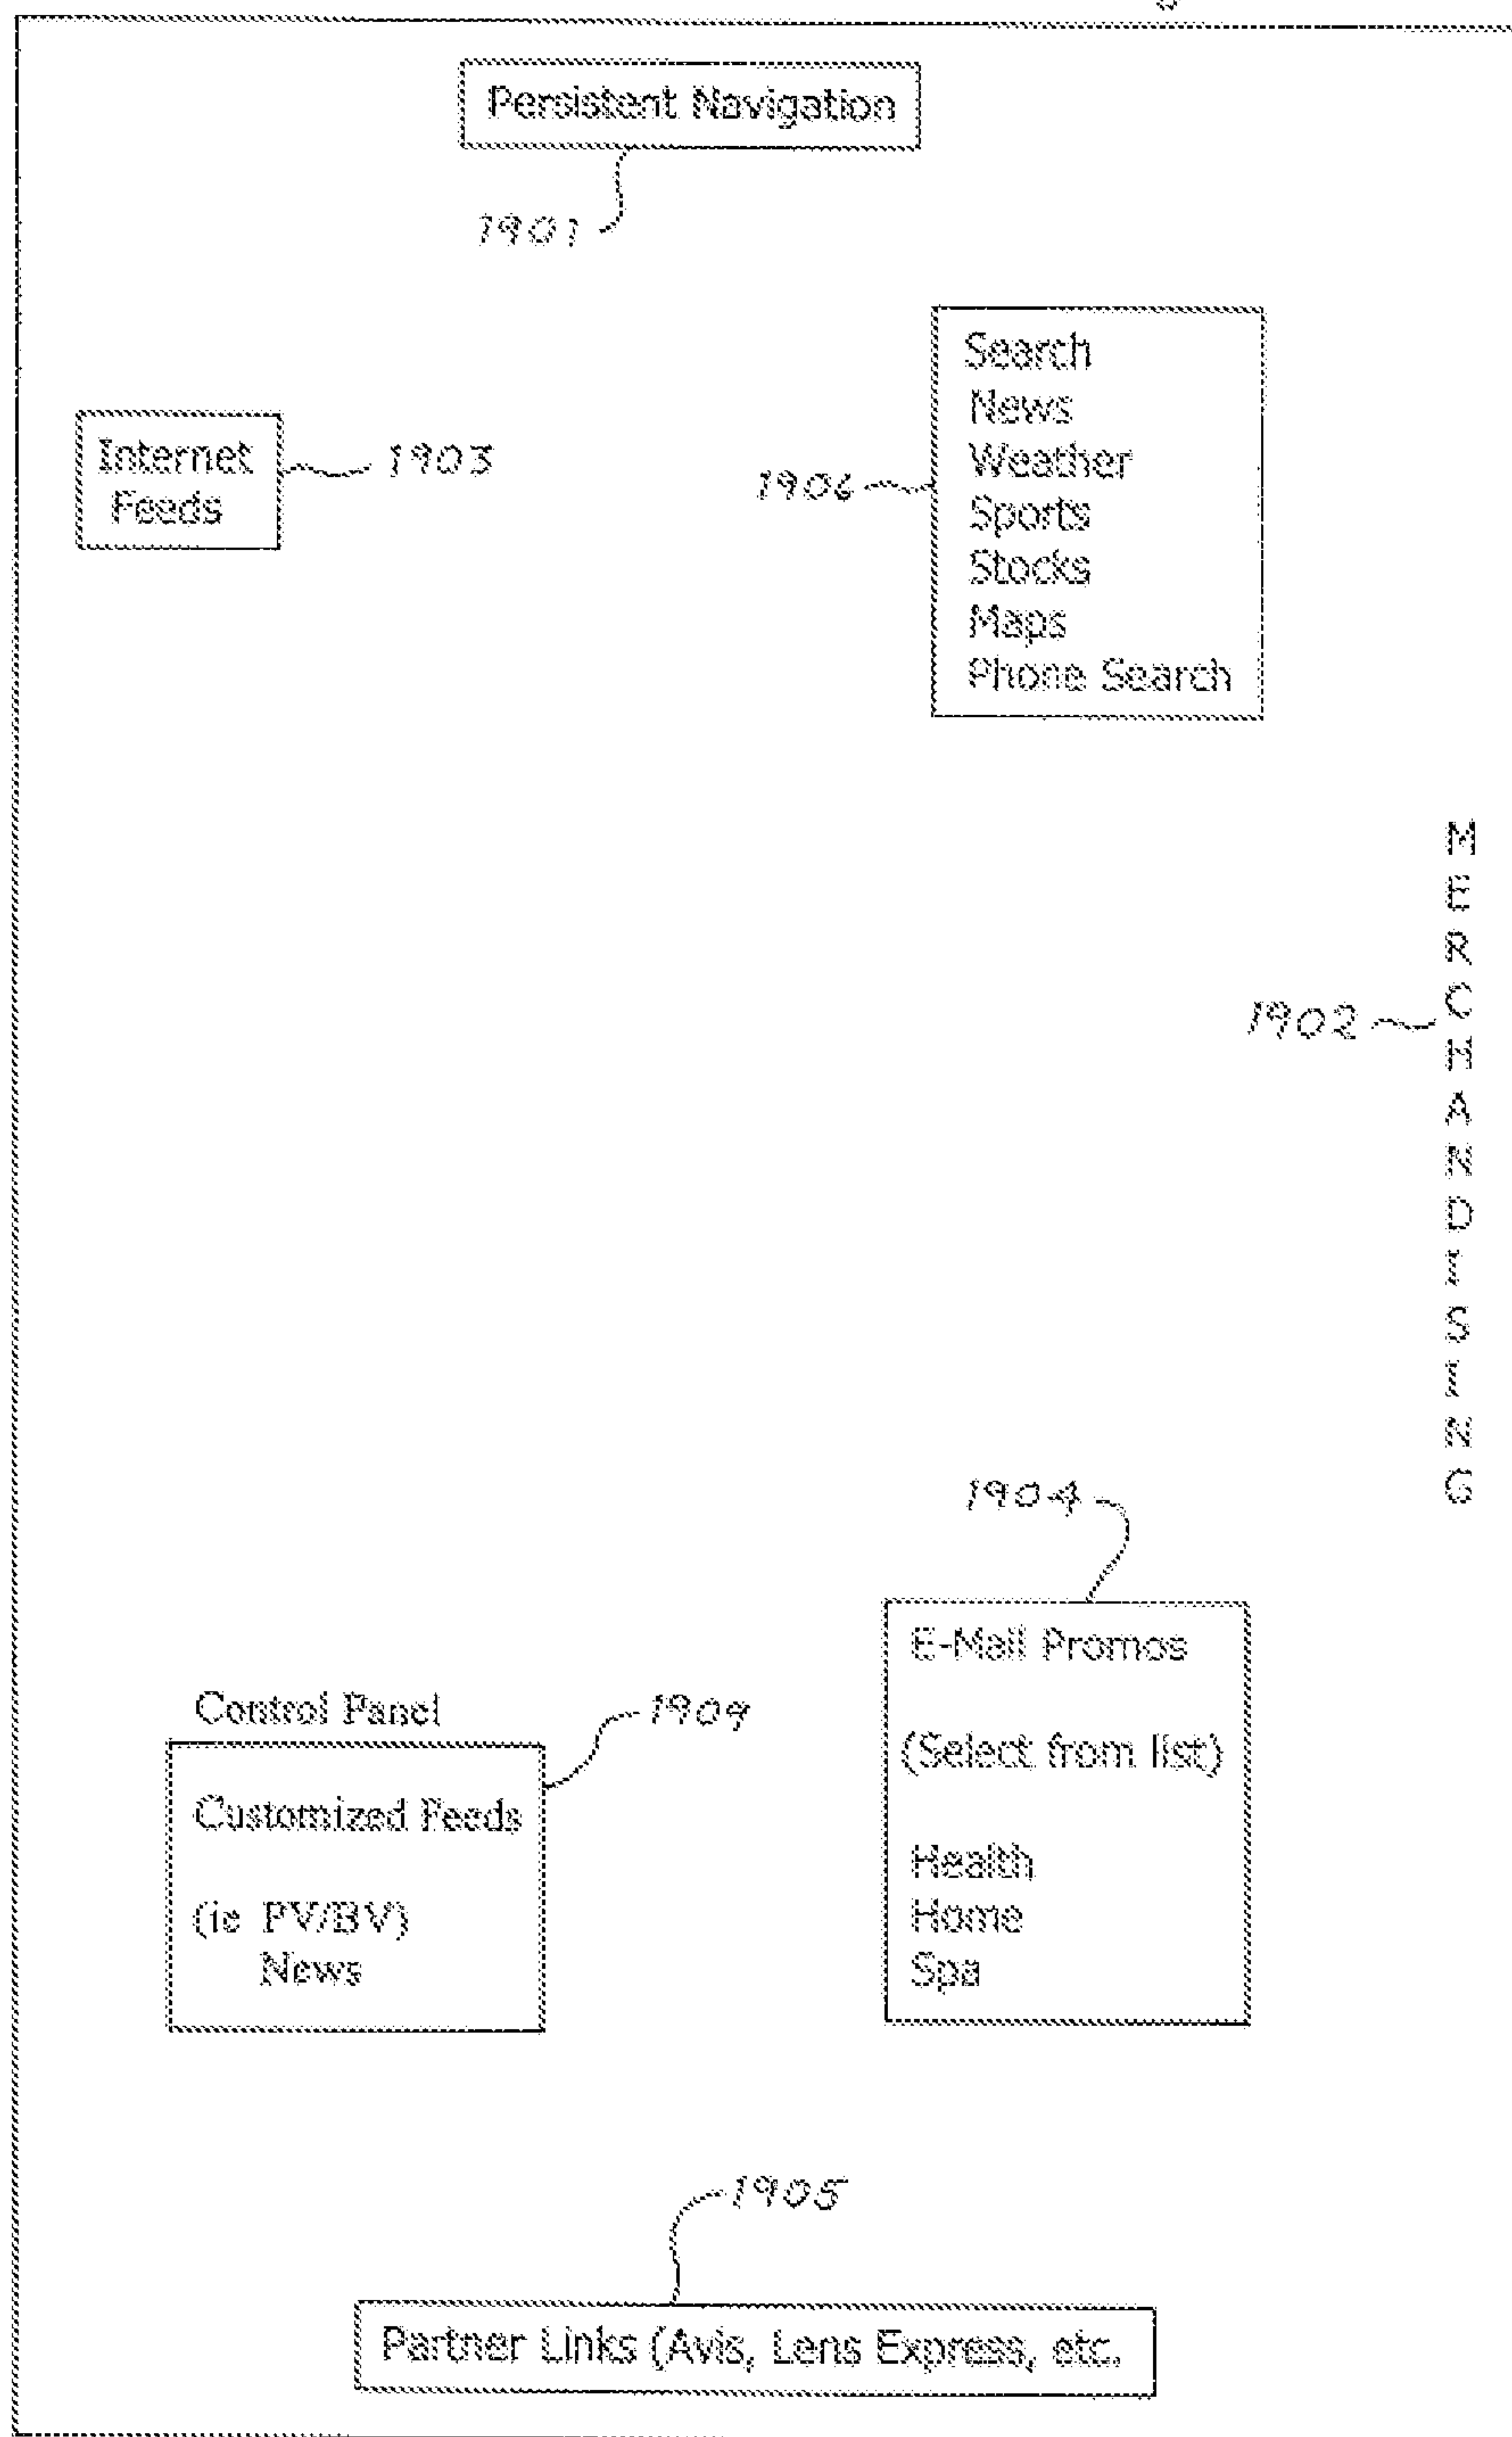 Persistent Navigation
1901
Search
News
Weather
Sports
Stocks
Maps
Phone Search
1906
Internet
Feeds
1903
M
E
R
C
H
A
N
D
I
S
I
N
G
1902
1904
E-Mail Promos
(Select from list)
Health
Home
Spa
Control Panel
1909
Customized Feeds
(ie PV/BV)
News
1905
Partner Links (Avis, Lens Express, etc.